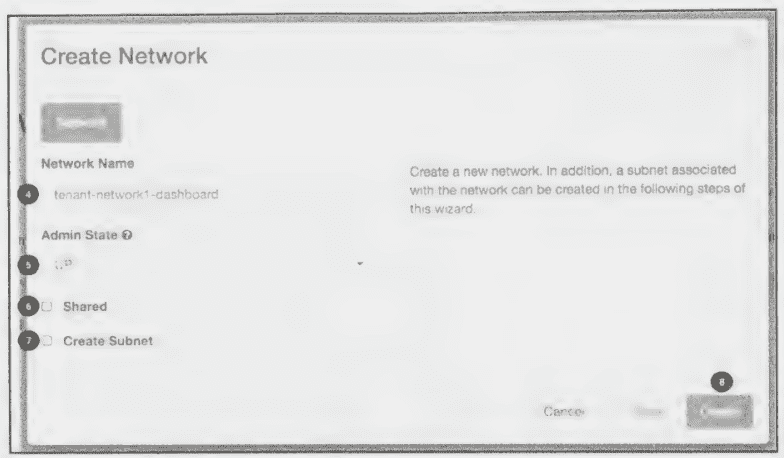 Create Network
Network Name
Create a new network. In addition, a subnet associated
with the network can be created in the following steps of
this wizard.
4 tenant-network1-dashboard
Admin State
5 UP
6 Shared
7 Create Subnet
8
Cancel